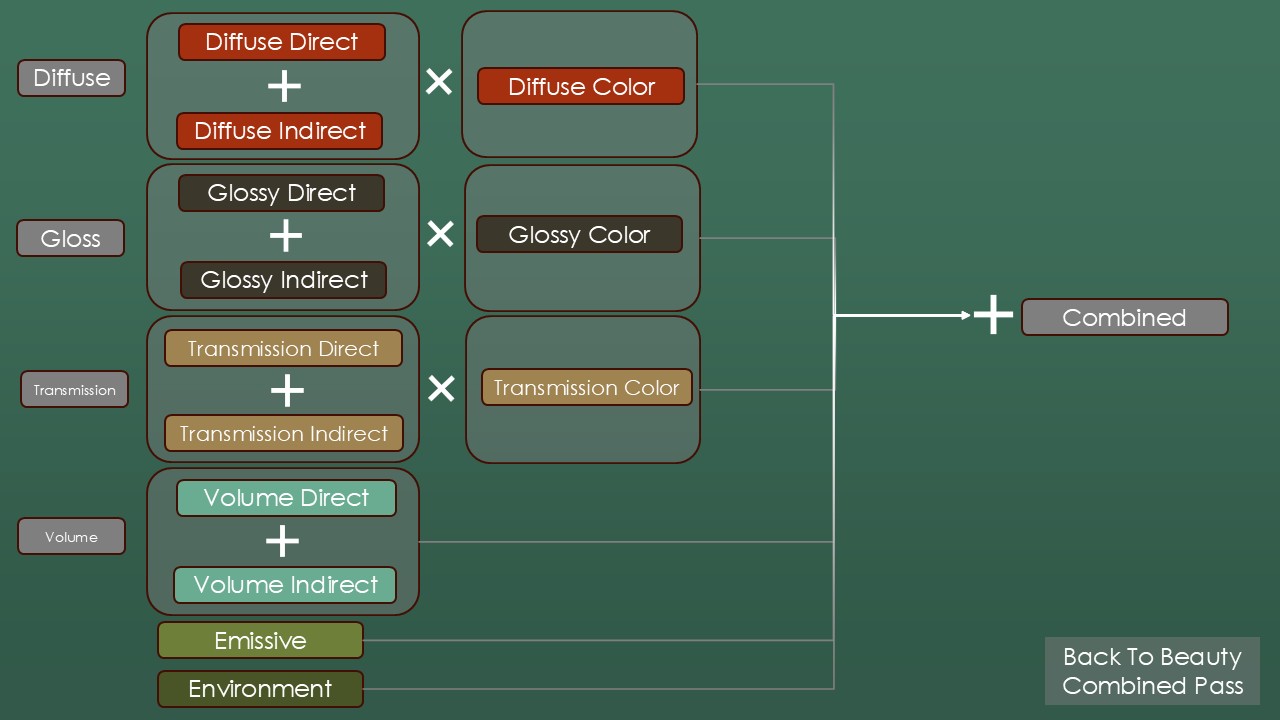 Diffuse
Diffuse Direct
+
Diffuse Indirect
×
Diffuse Color
Gloss
Glossy Direct
+
Glossy Indirect
×
Glossy Color
Transmission
Transmission Direct
+
Transmission Indirect
×
Transmission Color
Volume
Volume Direct
+
Volume Indirect
Emissive
Environment
+
Combined
Back To Beauty
Combined Pass